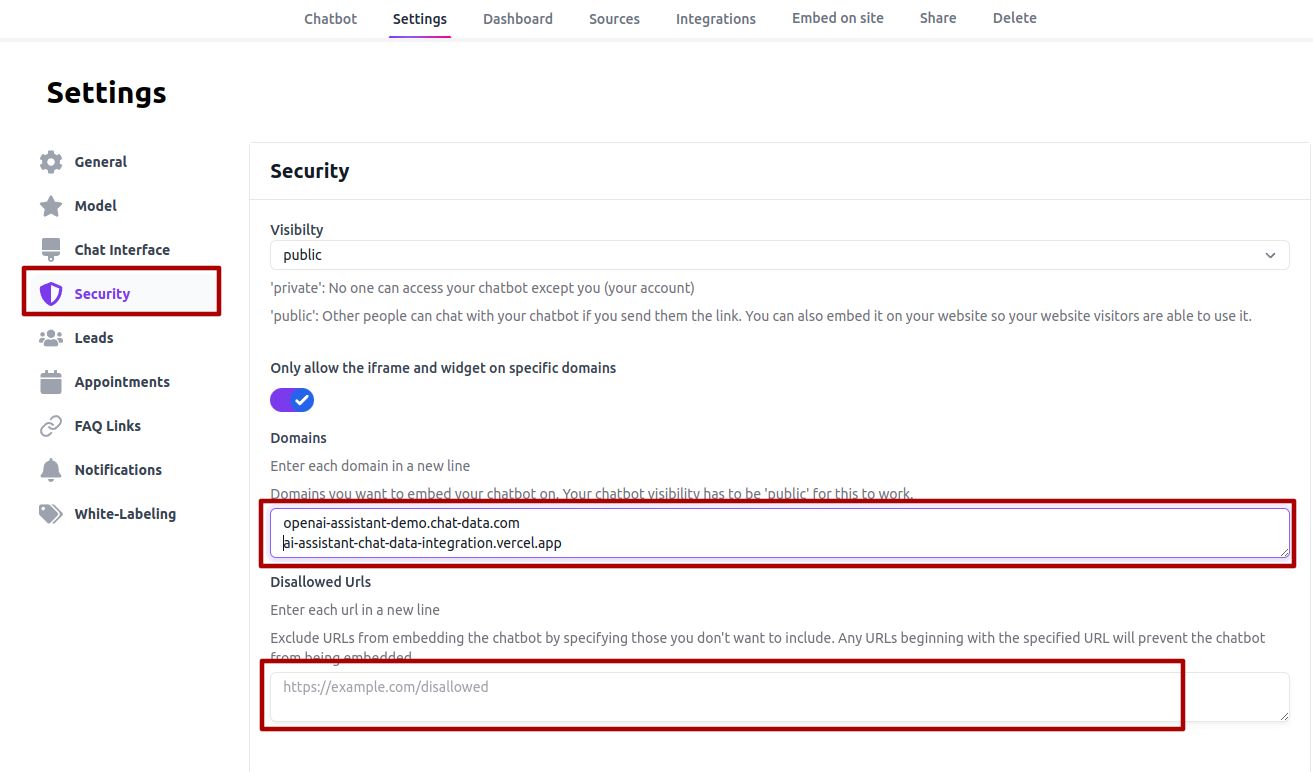 Chatbot Settings Dashboard Sources Integrations Embed on site Share Delete
Settings
General
Model
Chat Interface
Security
Leads
Appointments
FAQ Links
Notifications
White-Labeling
Security
Visibilty
public
'private': No one can access your chatbot except you (your account)
'public': Other people can chat with your chatbot if you send them the link. You can also embed it on your website so your website visitors are able to use it.
Only allow the iframe and widget on specific domains
Domains
Enter each domain in a new line
Domains you want to embed your chatbot on. Your chatbot visibility has to be 'public' for this to work.
openai-assistant-demo.chat-data.com
ai-assistant-chat-data-integration.vercel.app
Disallowed Urls
Enter each url in a new line
Exclude URLs from embedding the chatbot by specifying those you don't want to include. Any URLs beginning with the specified URL will prevent the chatbot
from being embedded.
https://example.com/disallowed